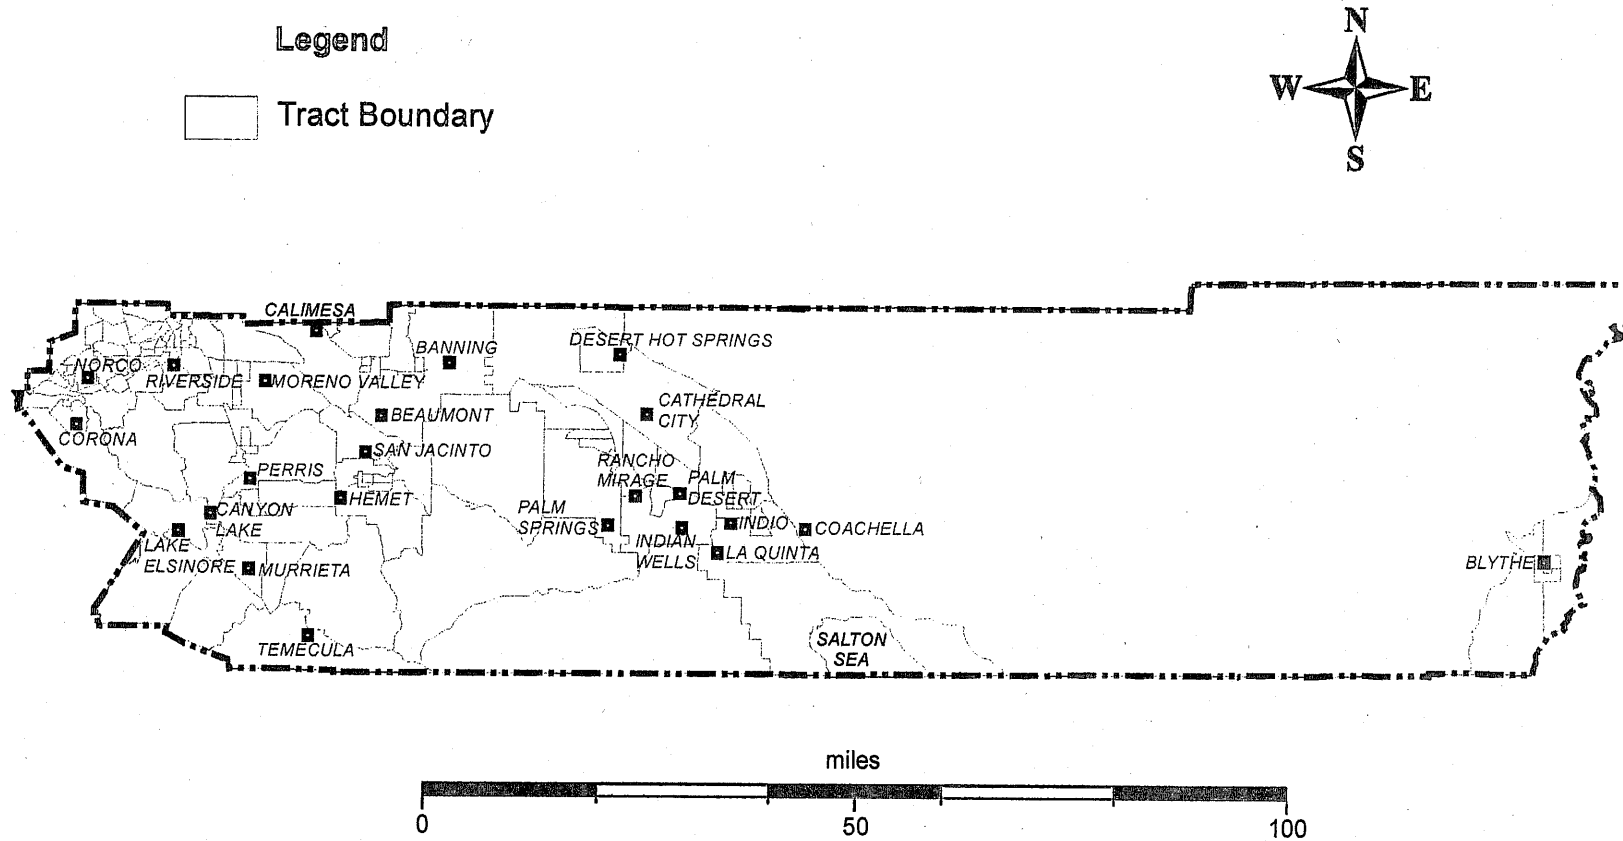 Legend
Tract Boundary
N
W E
S
CALIMESA
BANNING
DESERT HOT SPRINGS
NORCO
RIVERSIDE
MORENO VALLEY
CATHEDRAL
CITY
BEAUMONT
CORONA
SAN JACINTO
RANCHO
MIRAGE
PERRIS
PALM
DESERT
HEMET
CANYON
LAKE
PALM
SPRINGS
INDIO
COACHELLA
LAKE
ELSINORE
INDIAN
WELLS
LA QUINTA
MURRIETA
BLYTHE
TEMECULA
SALTON
SEA
miles
0 50 100